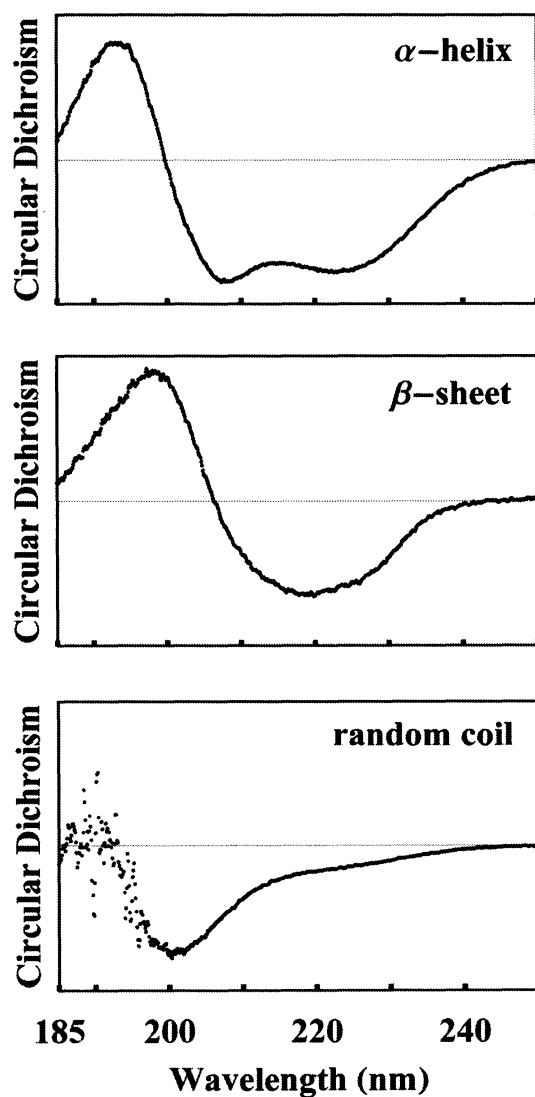 Circular Dichroism
α−helix
Circular Dichroism
β−sheet
Circular Dichroism
random coil
185 200 220 240
Wavelength (nm)